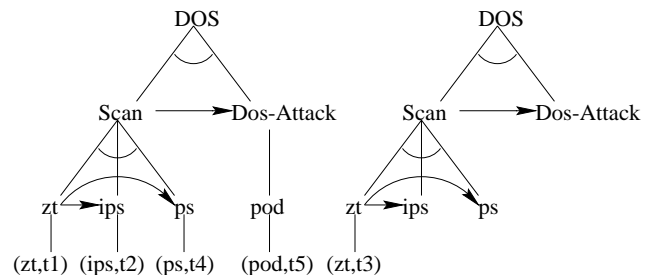 DOS DOS
Scan Dos-Attack Scan Dos-Attack
zt ips ps pod zt ips ps
(zt,t1) (ips,t2) (ps,t4) (pod,t5) (zt,t3)